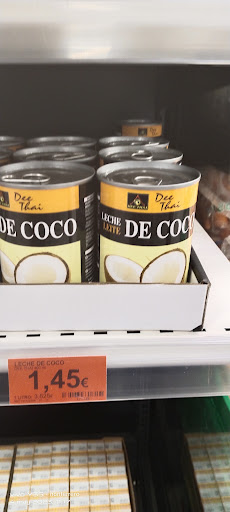 Dee
Thai
DE COCO
Dee
Thai
LECHE
LEITE DE COCO
LECHE DE COCO
1,45€